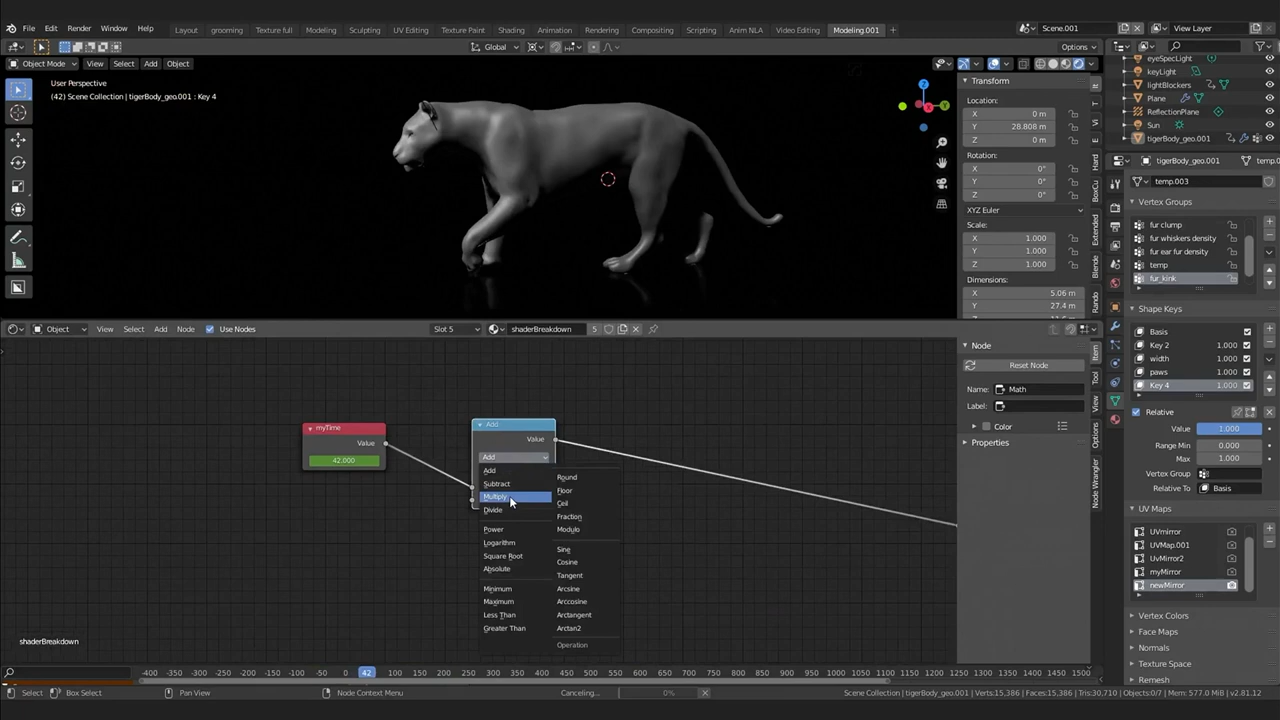 File Edit Render Window Help Layout grooming Texture full Modeling Sculpting UV Editing Texture Paint Shading Animation Rendering Compositing Scripting Anim NLA Video Editing Modeling.001 + Scene.001 View Layer
Global Options
Object Mode View Select Add Object
User Perspective
(42) Scene Collection | tigerBody_geo.001 : Key 4
Transform
Location:
X 0 m
Y 28.808 m
Z 0 m
Rotation:
X 0°
Y 0°
Z 0°
XYZ Euler
Scale:
X 1.000
Y 1.000
Z 1.000
Dimensions:
X 5.06 m
Y 27.4 m
Hard
BoxCu
Extended
Blende
Rando
eyeSpecLight
keyLight
lightBlockers
Plane
ReflectionPlane
Sun
tigerBody_geo.001
tigerBody_geo.001 temp.
temp.003
Vertex Groups
fur clump
fur whiskers density
fur ear fur density
temp
fur_kink
Shape Keys
Basis
Key 2 1.000
width 1.000
paws 1.000
Key 4 1.000
Relative
Value 1.000
Range Min 0.000
Max 1.000
Vertex Group
Relative To Basis
UV Maps
UVmirror
UVMap.001
UvMirror2
myMirror
newMirror
Vertex Colors
Face Maps
Normals
Texture Space
Remesh
Object View Select Add Node Use Nodes Slot 5 shaderBreakdown 5
myTime
Value
42.000
Add
Value
Add
Add
Subtract
Multiply
Divide
Power
Logarithm
Square Root
Absolute
Minimum
Maximum
Less Than
Greater Than
Round
Floor
Ceil
Fraction
Modulo
Sine
Cosine
Tangent
Arcsine
Arccosine
Arctangent
Arctan2
Operation
Node
Reset Node
Name: Math
Label:
Color
Properties
Item
Tool
View
Options
Node Wrangler
shaderBreakdown
-400 -350 -300 -250 -200 -150 -100 -50 0 42 100 150 200 250 300 350 400 450 500 550 600 650 700 750 800 850 900 950 1000 1050 1100 1150 1200 1250 1300 1350 1400 1450 1500
Select Box Select Pan View Node Context Menu Canceling... 0% Scene Collection | tigerBody_geo.001 | Verts:15,386 | Faces:15,386 | Tris:30,710 | Objects:0/7 | Mem: 577.0 MiB | v2.81.12